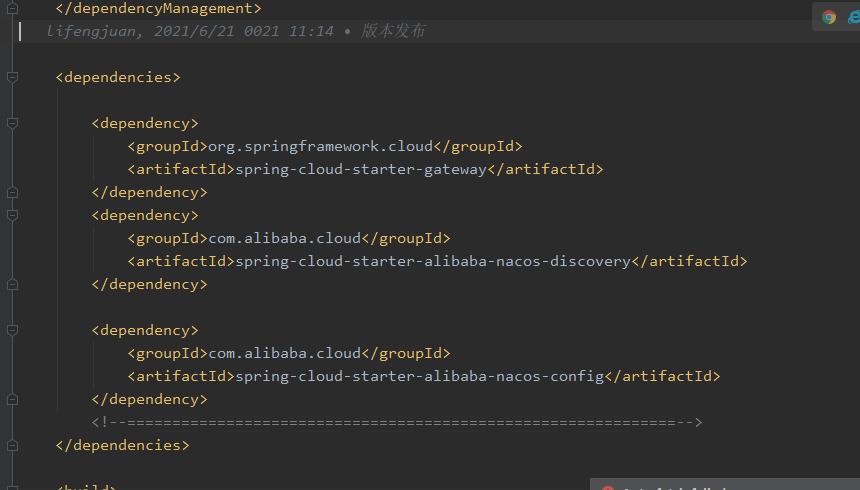 </dependencyManagement>
lifengjuan, 2021/6/21 0021 11:14 • 版本发布
<dependencies>
<dependency>
<groupId>org.springframework.cloud</groupId>
<artifactId>spring-cloud-starter-gateway</artifactId>
</dependency>
<dependency>
<groupId>com.alibaba.cloud</groupId>
<artifactId>spring-cloud-starter-alibaba-nacos-discovery</artifactId>
</dependency>
<dependency>
<groupId>com.alibaba.cloud</groupId>
<artifactId>spring-cloud-starter-alibaba-nacos-config</artifactId>
</dependency>
<!--=============================================================-->
</dependencies>
<build>